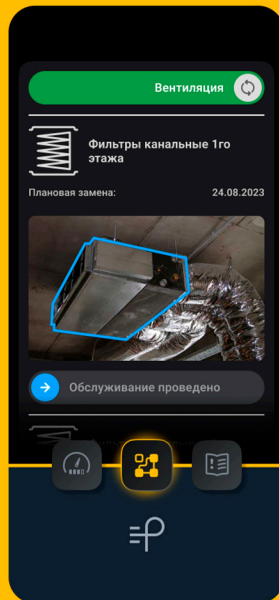 Вентиляция
Фильтры канальные 1го
этажа
Плановая замена: 24.08.2023
Обслуживание проведено